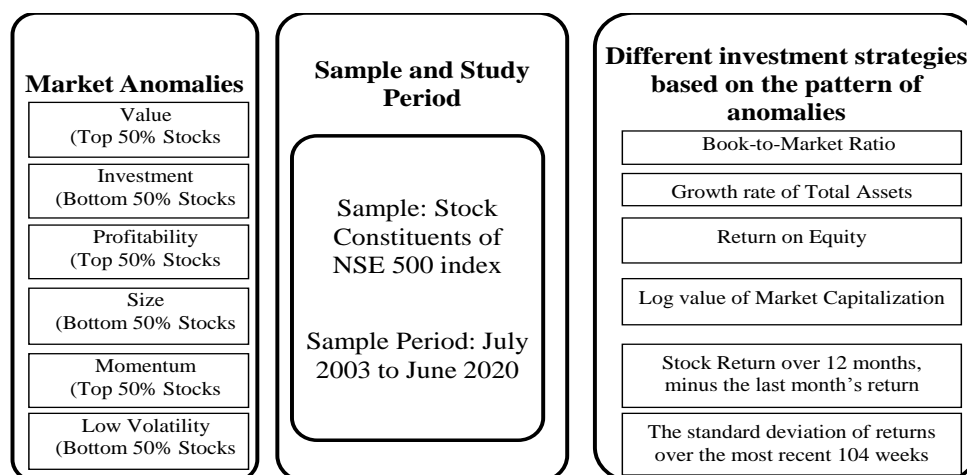 Market Anomalies
Value
(Top 50% Stocks
Investment
(Bottom 50% Stocks
Profitability
(Top 50% Stocks
Size
(Bottom 50% Stocks
Momentum
(Top 50% Stocks
Low Volatility
(Bottom 50% Stocks
Sample and Study
Period
Sample: Stock
Constituents of
NSE 500 index
Sample Period: July
2003 to June 2020
Different investment strategies
based on the pattern of
anomalies
Book-to-Market Ratio
Growth rate of Total Assets
Return on Equity
Log value of Market Capitalization
Stock Return over 12 months,
minus the last month's return
The standard deviation of returns
over the most recent 104 weeks